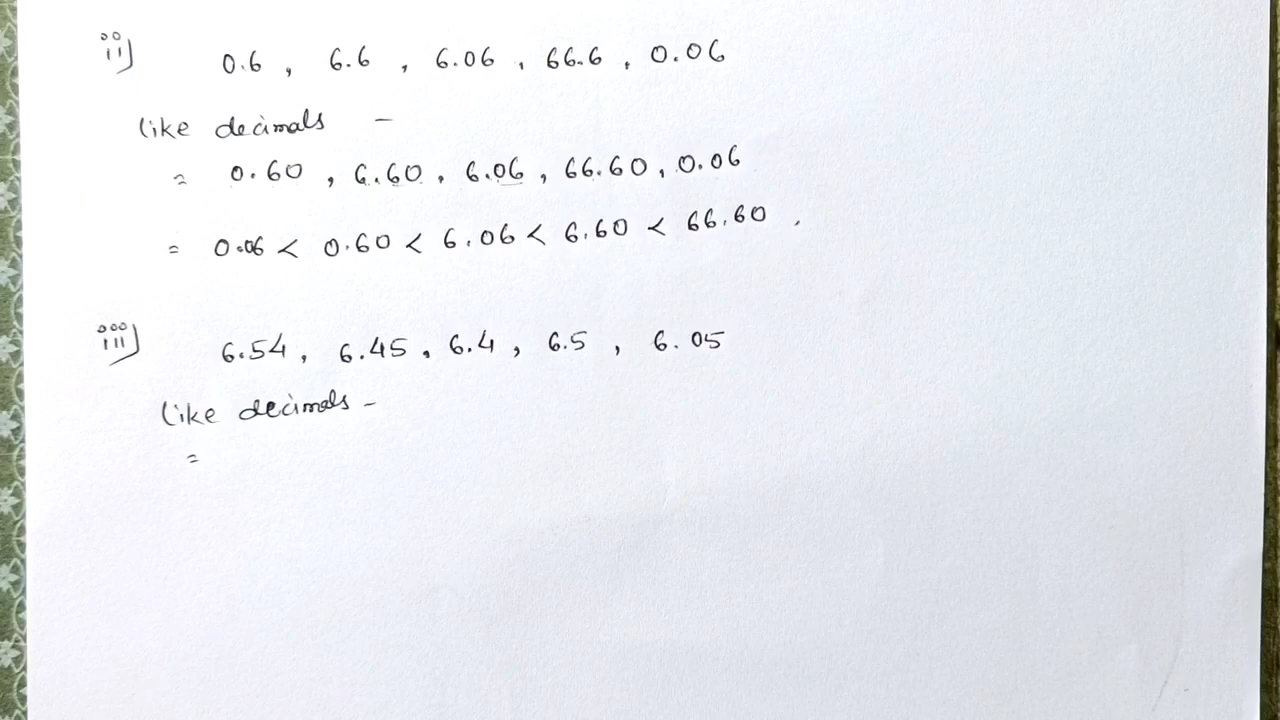 ii) 0.6 , 6.6 , 6.06 , 66.6 , 0.06
like decimals –
= 0.60 , 6.60 , 6.06 , 66.60 , 0.06
= 0.06 < 0.60 < 6.06 < 6.60 < 66.60 .
iii) 6.54 , 6.45 , 6.4 , 6.5 , 6.05
like decimals –
=